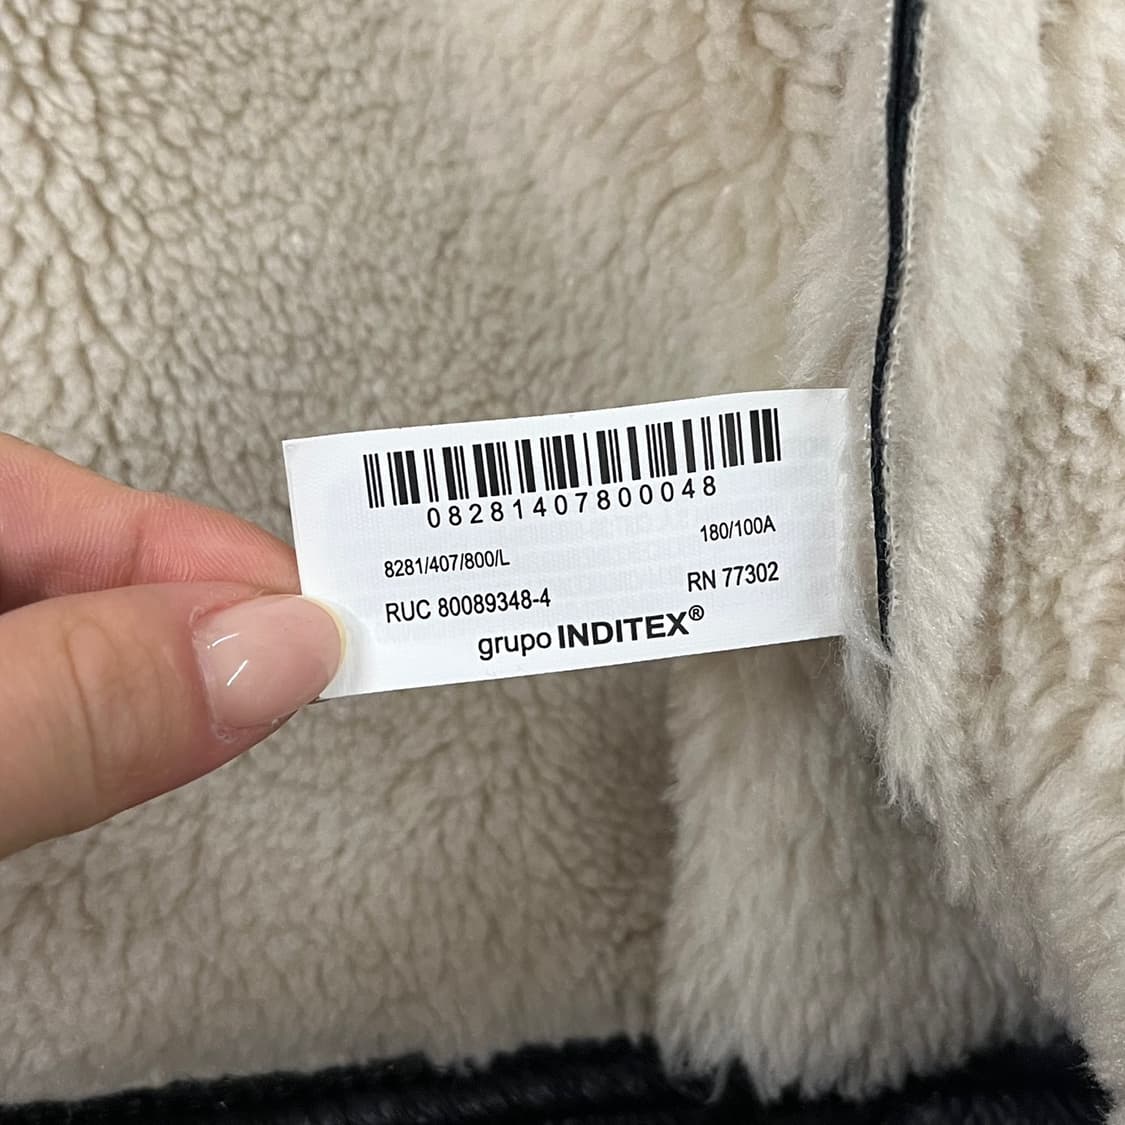 08281407800048
8281/407/800/L 180/100A
RUC 80089348-4 RN 77302
grupo INDITEX®